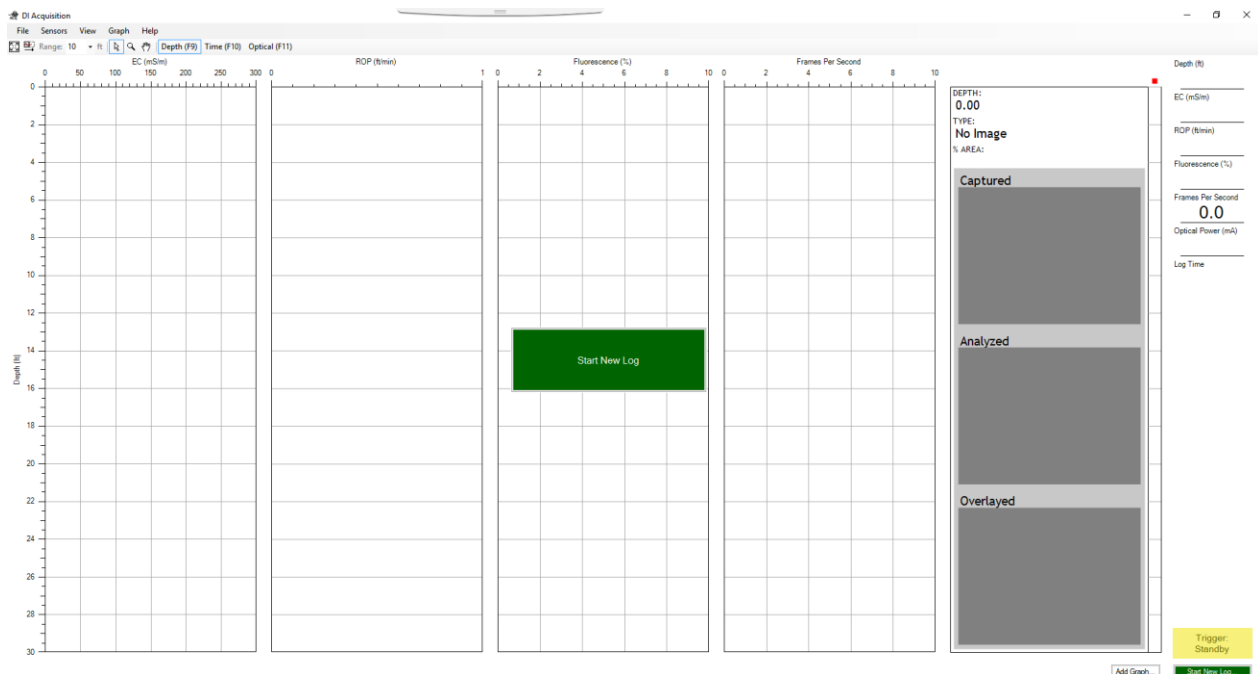 DI Acquisition
File Sensors View Graph Help
Range: 10 ft Depth (F9) Time (F10) Optical (F11)
EC (mS/m) ROP (ft/min) Fluorescence (%) Frames Per Second
0 50 100 150 200 250 300 0 1 0 2 4 6 8 10 0 2 4 6 8 10
Depth (ft)
0
2
4
6
8
10
12
14
16
18
20
22
24
26
28
30
Start New Log
DEPTH:
0.00
TYPE:
No Image
% AREA:
Captured
Analyzed
Overlayed
Depth (ft)
EC (mS/m)
ROP (ft/min)
Fluorescence (%)
Frames Per Second
0.0
Optical Power (mA)
Log Time
Trigger:
Standby
Add Graph... Start New Log...